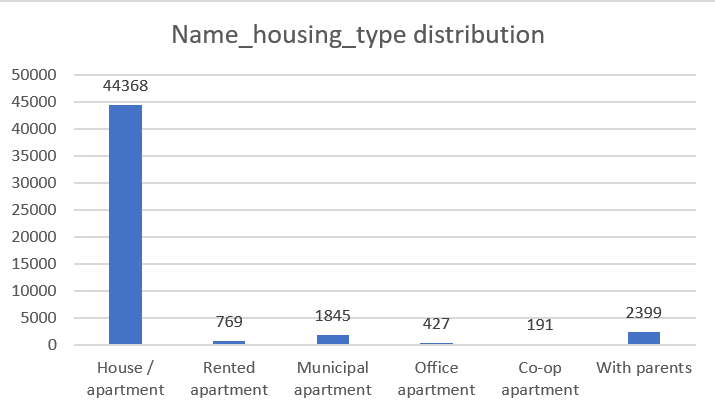 Name_housing_type distribution
50000
45000
40000
35000
30000
25000
20000
15000
10000
5000
0
44368
769
1845
427
191
2399
House /
apartment
Rented
apartment
Municipal
apartment
Office
apartment
Co-op
apartment
With parents